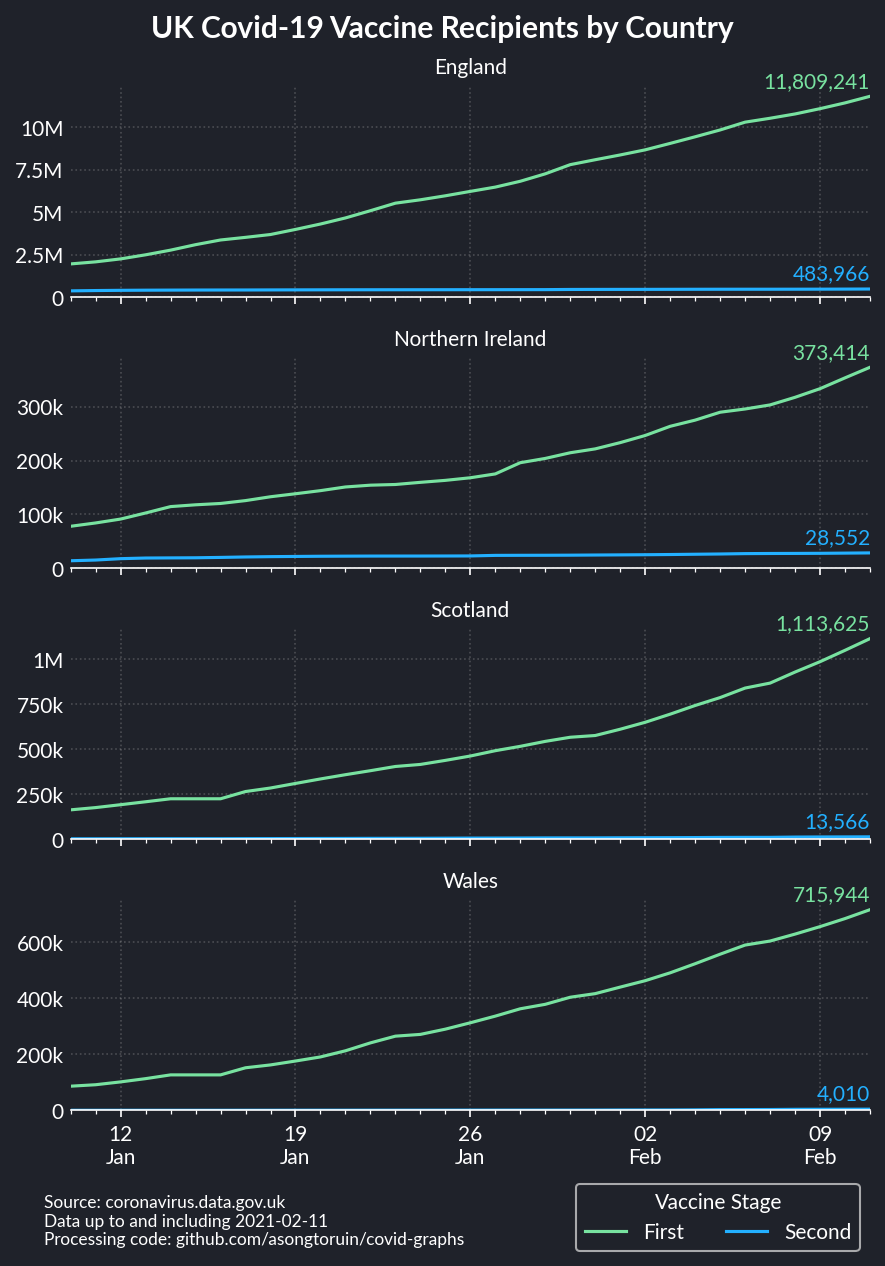 UK Covid-19 Vaccine Recipients by Country
England
11,809,241
10M
7.5M
5M
2.5M
483,966
0
Northern Ireland
373,414
300k
200k
100k
28,552
0
Scotland
1,113,625
1M
750k
500k
250k
13,566
0
Wales
715,944
600k
400k
200k
4,010
0
12 19 26 02 09
Jan Jan Jan Feb Feb
Source: coronavirus.data.gov.uk
Data up to and including 2021-02-11
Processing code: github.com/asongtoruin/covid-graphs
Vaccine Stage
First Second